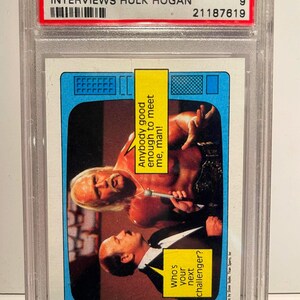 INTERVIEWS HULK HOGAN
9
21187619
Anybody good
enough to meet
me, man!
Who's
your
next
challenger?